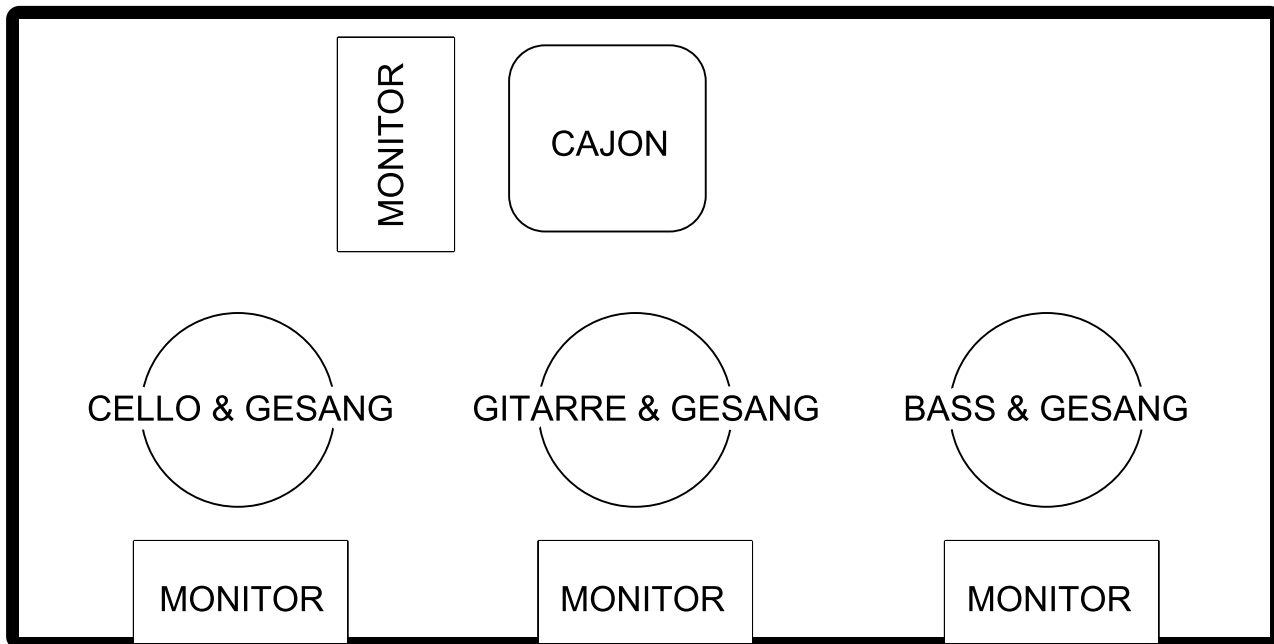 MONITOR
CAJON
CELLO & GESANG
GITARRE & GESANG
BASS & GESANG
MONITOR
MONITOR
MONITOR